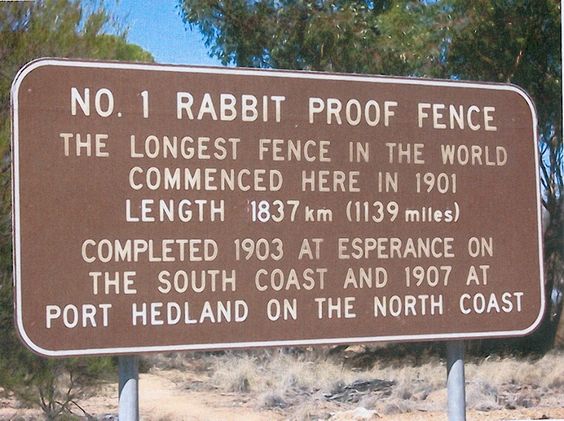 NO. 1 RABBIT PROOF FENCE
THE LONGEST FENCE IN THE WORLD
COMMENCED HERE IN 1901
LENGTH 1837 km (1139 miles)
COMPLETED 1903 AT ESPERANCE ON
THE SOUTH COAST AND 1907 AT
PORT HEDLAND ON THE NORTH COAST